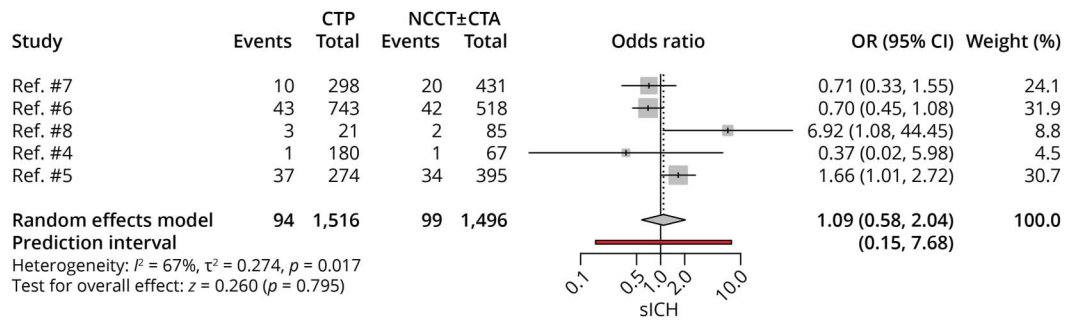 CTP NCCT±CTA
Study Events Total Events Total Odds ratio OR (95% CI) Weight (%)
Ref. #7 10 298 20 431 0.71 (0.33, 1.55) 24.1
Ref. #6 43 743 42 518 0.70 (0.45, 1.08) 31.9
Ref. #8 3 21 2 85 6.92 (1.08, 44.45) 8.8
Ref. #4 1 180 1 67 0.37 (0.02, 5.98) 4.5
Ref. #5 37 274 34 395 1.66 (1.01, 2.72) 30.7
Random effects model 94 1,516 99 1,496 1.09 (0.58, 2.04) 100.0
Prediction interval (0.15, 7.68)
Heterogeneity: I² = 67%, τ² = 0.274, p = 0.017
Test for overall effect: z = 0.260 (p = 0.795)
0.1 0.5 1.0 2.0 10.0
sICH